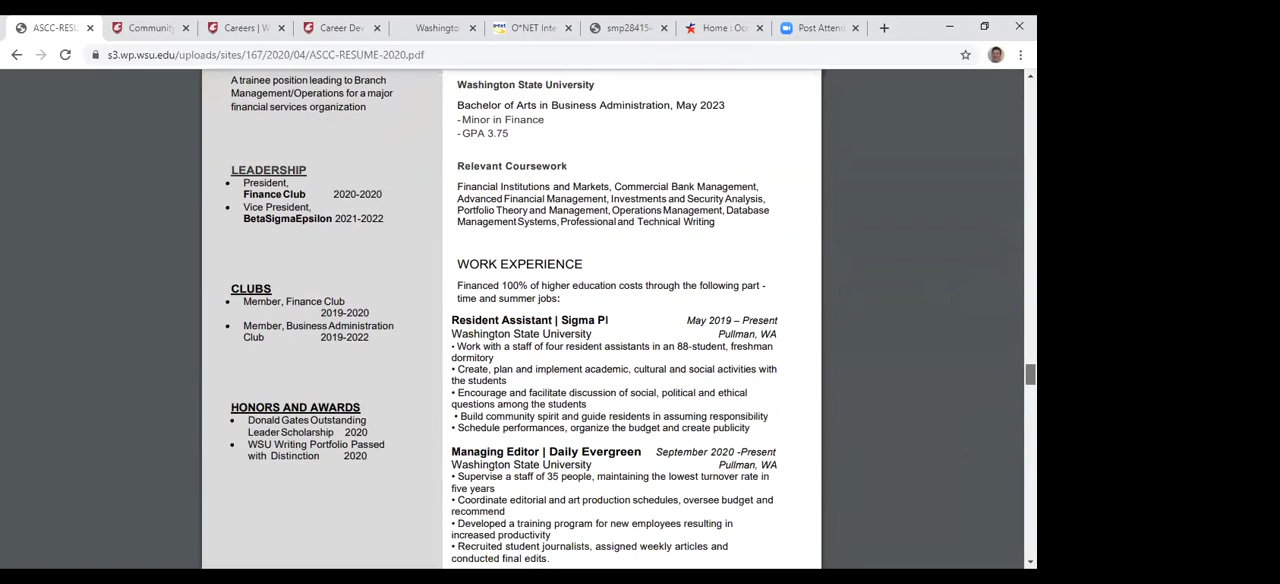 ASCC-RESU
Community
Careers | W
Career Dev
Washingto
O*NET Inte
smp28415
Home : Occ
Post Attend
s3.wp.wsu.edu/uploads/sites/167/2020/04/ASCC-RESUME-2020.pdf
A trainee position leading to Branch
Management/Operations for a major
financial services organization
LEADERSHIP
• President,
Finance Club 2020-2020
• Vice President,
BetaSigmaEpsilon 2021-2022
CLUBS
• Member, Finance Club
2019-2020
• Member, Business Administration
Club 2019-2022
HONORS AND AWARDS
• Donald Gates Outstanding
Leader Scholarship 2020
• WSU Writing Portfolio Passed
with Distinction 2020
Washington State University
Bachelor of Arts in Business Administration, May 2023
-Minor in Finance
-GPA 3.75
Relevant Coursework
Financial Institutions and Markets, Commercial Bank Management,
Advanced Financial Management, Investments and Security Analysis,
Portfolio Theory and Management, Operations Management, Database
Management Systems, Professional and Technical Writing
WORK EXPERIENCE
Financed 100% of higher education costs through the following part -
time and summer jobs:
Resident Assistant | Sigma PI May 2019 – Present
Washington State University Pullman, WA
• Work with a staff of four resident assistants in an 88-student, freshman
dormitory
• Create, plan and implement academic, cultural and social activities with
the students
• Encourage and facilitate discussion of social, political and ethical
questions among the students
• Build community spirit and guide residents in assuming responsibility
• Schedule performances, organize the budget and create publicity
Managing Editor | Daily Evergreen September 2020 -Present
Washington State University Pullman, WA
• Supervise a staff of 35 people, maintaining the lowest turnover rate in
five years
• Coordinate editorial and art production schedules, oversee budget and
recommend
• Developed a training program for new employees resulting in
increased productivity
• Recruited student journalists, assigned weekly articles and
conducted final edits.